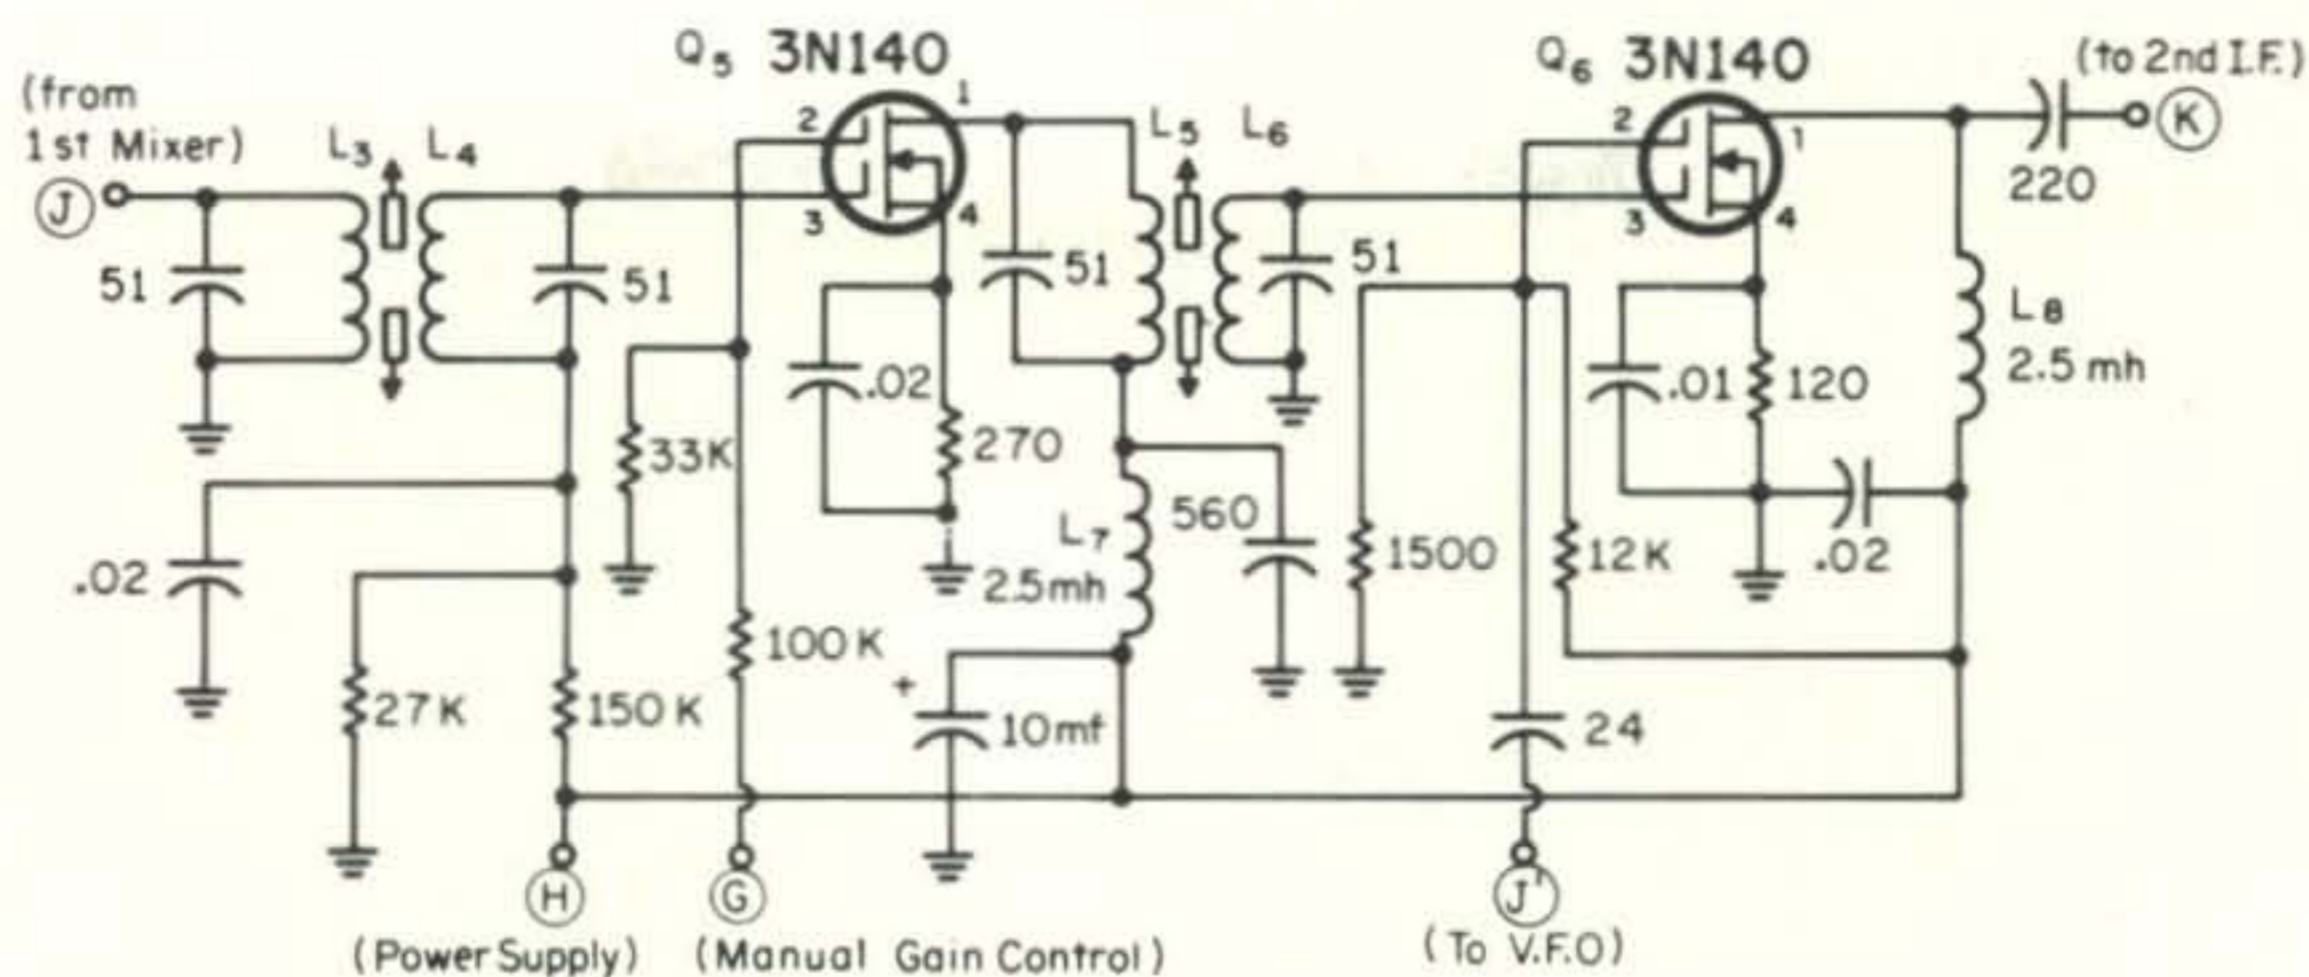 Q5 3N140
Q6 3N140
(to 2nd I.F.)
K
(from
1st Mixer)
J
L3 L4
2
1
3
4
L5 L6
2
1
3
4
220
51
51
51
51
L8
2.5 mh
.02
.01
120
33K
270
L7
2.5mh
560
1500
12K
.02
.02
100K
27K
150K
+
10mf
24
H
G
J'
(Power Supply)
(Manual Gain Control)
(To V.F.O)